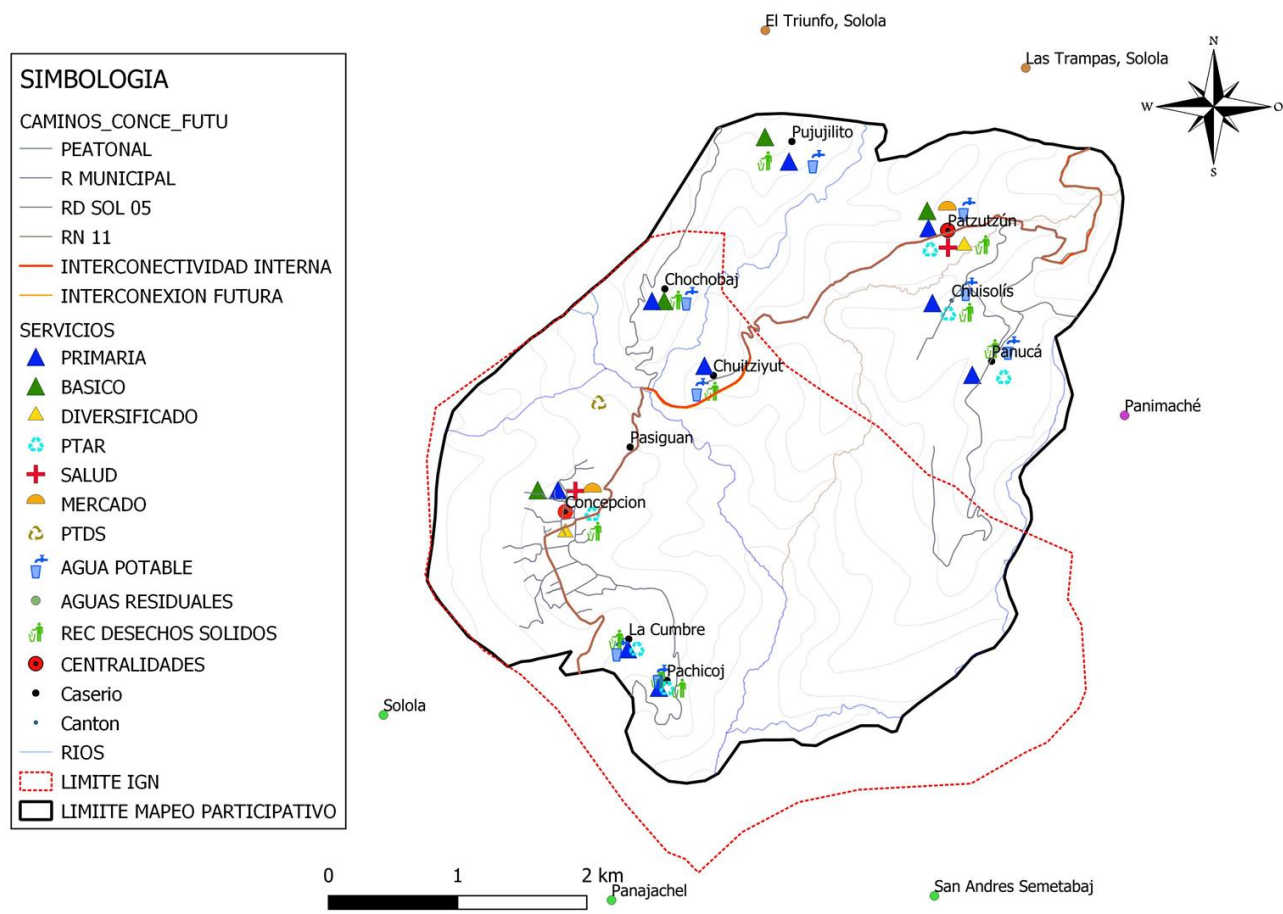 El Triunfo, Solola
Las Trampas, Solola
N
W
O
S
SIMBOLOGIA
CAMINOS_CONCE_FUTU
PEATONAL
R MUNICIPAL
RD SOL 05
RN 11
INTERCONECTIVIDAD INTERNA
INTERCONEXION FUTURA
SERVICIOS
PRIMARIA
BASICO
DIVERSIFICADO
PTAR
SALUD
MERCADO
PTDS
AGUA POTABLE
AGUAS RESIDUALES
REC DESECHOS SOLIDOS
CENTRALIDADES
Caserio
Canton
RIOS
LIMITE IGN
LIMIITE MAPEO PARTICIPATIVO
Pujujilito
Patzutzún
Chochobaj
Chuisolís
Panucá
Chuitziyut
Panimaché
Pasiguan
Concepcion
La Cumbre
Pachicoj
Solola
0 1 2 km
Panajachel
San Andres Semetabaj